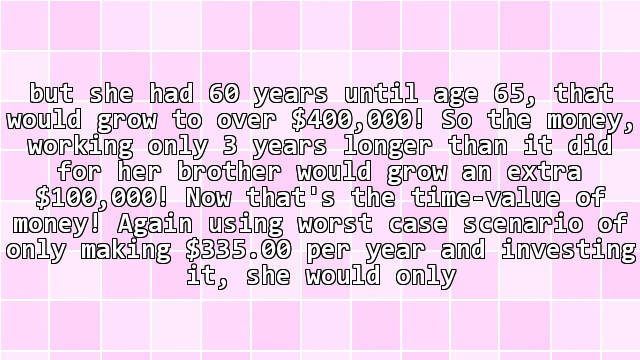 but she had 60 years until age 65, that
would grow to over $400,000! So the money,
working only 3 years longer than it did
for her brother would grow an extra
$100,000! Now that's the time-value of
money! Again using worst case scenario of
only making $335.00 per year and investing
it, she would only